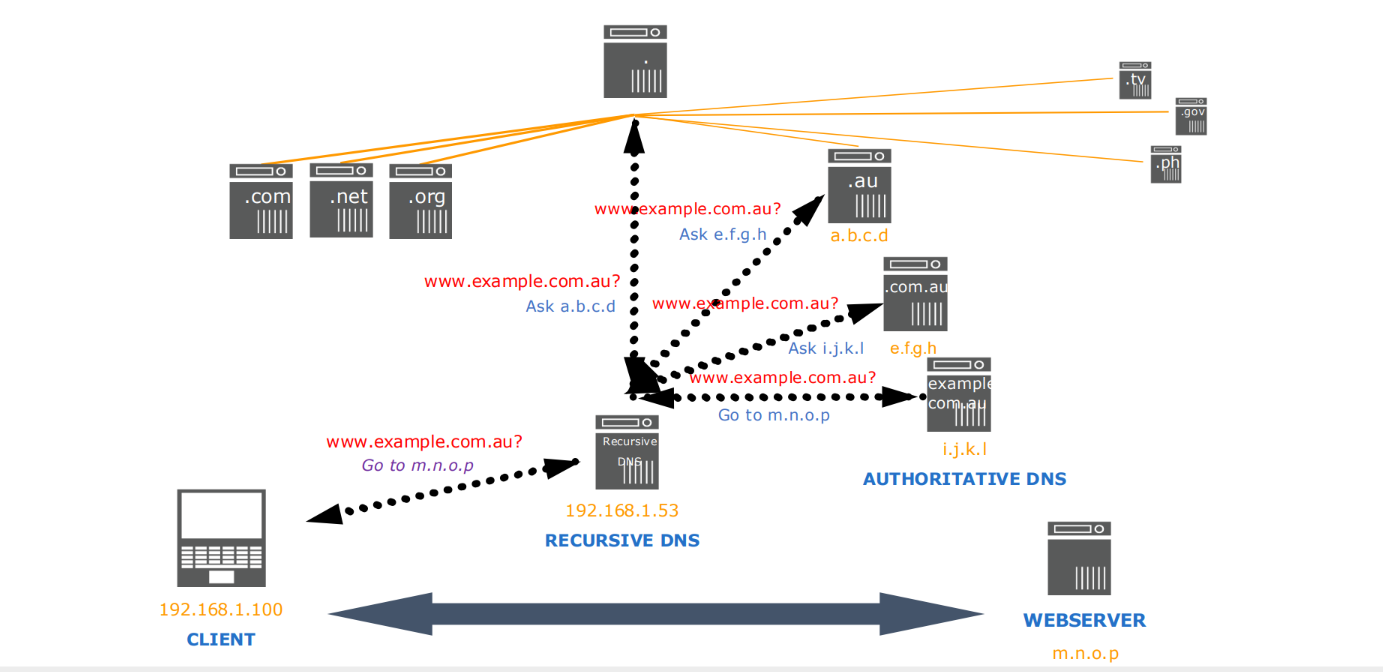 .
.tv
.gov
.ph
.com
.net
.org
.au
a.b.c.d
www.example.com.au?
Ask e.f.g.h
www.example.com.au?
Ask a.b.c.d
.com.au
e.f.g.h
www.example.com.au?
Ask i.j.k.l
www.example.com.au?
Go to m.n.o.p
example
com.au
i.j.k.l
AUTHORITATIVE DNS
www.example.com.au?
Go to m.n.o.p
Recursive
DNS
192.168.1.53
RECURSIVE DNS
192.168.1.100
CLIENT
WEBSERVER
m.n.o.p